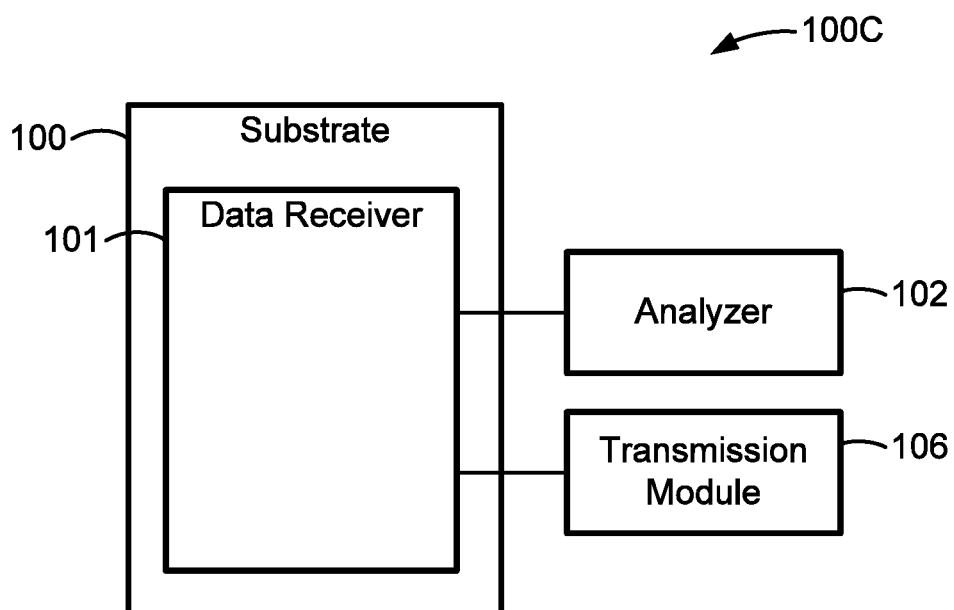 100C
100
Substrate
101
Data Receiver
Analyzer
102
Transmission
Module
106